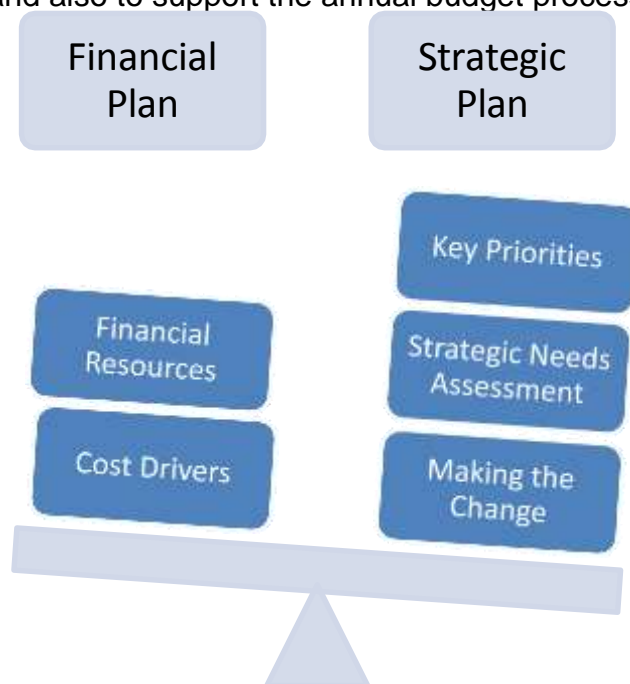 and also to support the annual budget proces
Financial
Plan
Strategic
Plan
Key Priorities
Financial
Resources
Strategic Needs
Assessment
Cost Drivers
Making the
Change